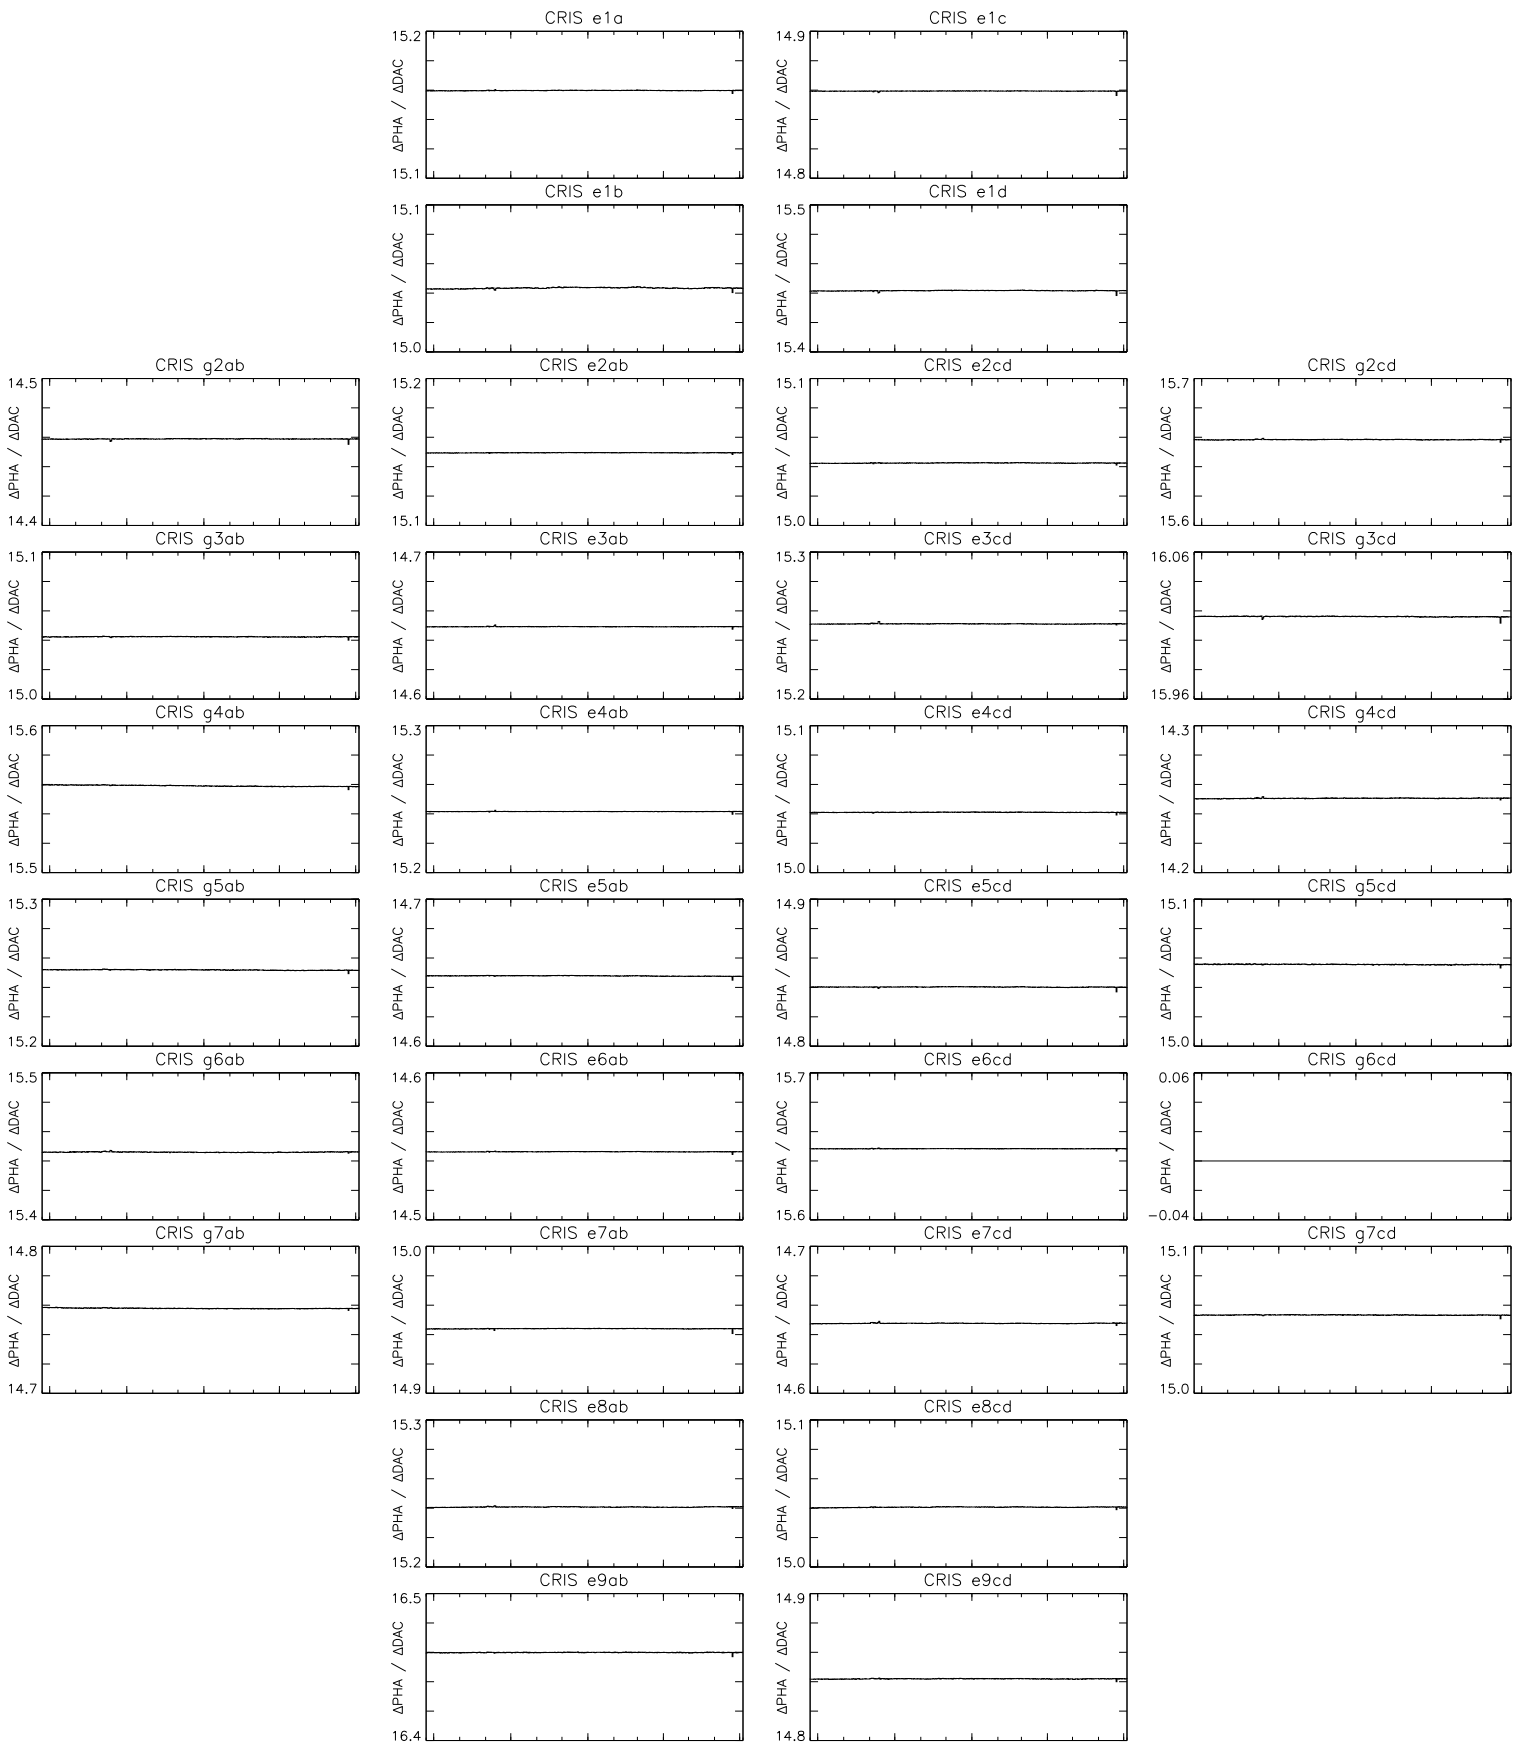 CRIS e1a
15.2
ΔPHA / ΔDAC
15.1
CRIS e1c
14.9
ΔPHA / ΔDAC
14.8
CRIS e1b
15.1
ΔPHA / ΔDAC
15.0
CRIS e1d
15.5
ΔPHA / ΔDAC
15.4
CRIS g2ab
14.5
ΔPHA / ΔDAC
14.4
CRIS e2ab
15.2
ΔPHA / ΔDAC
15.1
CRIS e2cd
15.1
ΔPHA / ΔDAC
15.0
CRIS g2cd
15.7
ΔPHA / ΔDAC
15.6
CRIS g3ab
15.1
ΔPHA / ΔDAC
15.0
CRIS e3ab
14.7
ΔPHA / ΔDAC
14.6
CRIS e3cd
15.3
ΔPHA / ΔDAC
15.2
CRIS g3cd
16.06
ΔPHA / ΔDAC
15.96
CRIS g4ab
15.6
ΔPHA / ΔDAC
15.5
CRIS e4ab
15.3
ΔPHA / ΔDAC
15.2
CRIS e4cd
15.1
ΔPHA / ΔDAC
15.0
CRIS g4cd
14.3
ΔPHA / ΔDAC
14.2
CRIS g5ab
15.3
ΔPHA / ΔDAC
15.2
CRIS e5ab
14.7
ΔPHA / ΔDAC
14.6
CRIS e5cd
14.9
ΔPHA / ΔDAC
14.8
CRIS g5cd
15.1
ΔPHA / ΔDAC
15.0
CRIS g6ab
15.5
ΔPHA / ΔDAC
15.4
CRIS e6ab
14.6
ΔPHA / ΔDAC
14.5
CRIS e6cd
15.7
ΔPHA / ΔDAC
15.6
CRIS g6cd
0.06
ΔPHA / ΔDAC
−0.04
CRIS g7ab
14.8
ΔPHA / ΔDAC
14.7
CRIS e7ab
15.0
ΔPHA / ΔDAC
14.9
CRIS e7cd
14.7
ΔPHA / ΔDAC
14.6
CRIS g7cd
15.1
ΔPHA / ΔDAC
15.0
CRIS e8ab
15.3
ΔPHA / ΔDAC
15.2
CRIS e8cd
15.1
ΔPHA / ΔDAC
15.0
CRIS e9ab
16.5
ΔPHA / ΔDAC
16.4
CRIS e9cd
14.9
ΔPHA / ΔDAC
14.8